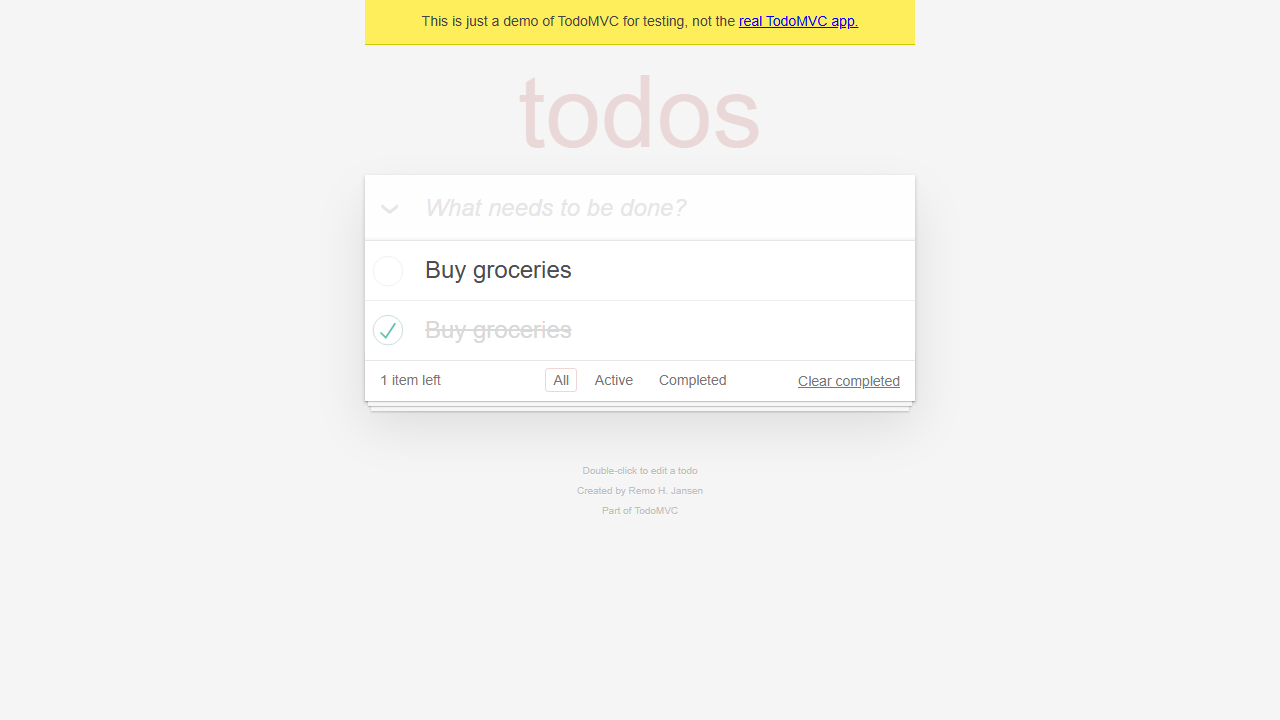 This is just a demo of TodoMVC for testing, not the real TodoMVC app.
todos
What needs to be done?
Buy groceries
Buy groceries
1 item left All Active Completed Clear completed
Double-click to edit a todo
Created by Remo H. Jansen
Part of TodoMVC